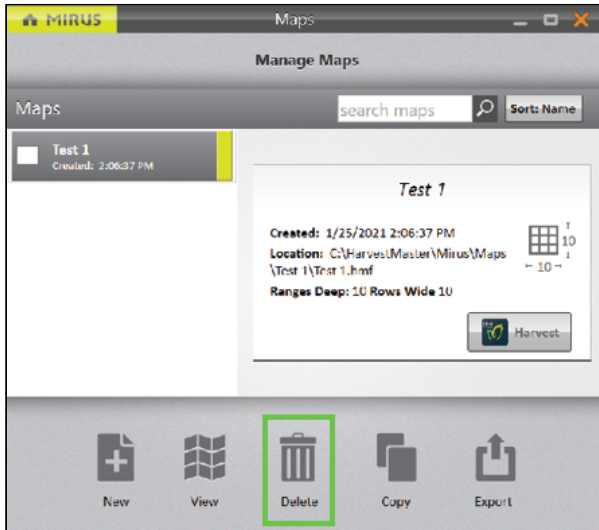 MIRUS
Maps
Manage Maps
Maps
search maps
Sort: Name
Test 1
Created: 2:06:37 PM
Test 1
Created: 1/25/2021 2:06:37 PM
Location: C:\HarvestMaster\Mirus\Maps
\Test 1\Test 1.hmf
Ranges Deep: 10 Rows Wide 10
10
10
Harvest
New
View
Delete
Copy
Export